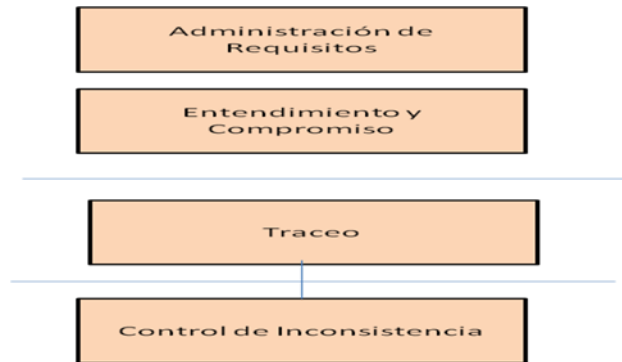 Administración de
Requisitos
Entendimiento y
Compromiso
Traceo
Control de Inconsistencia